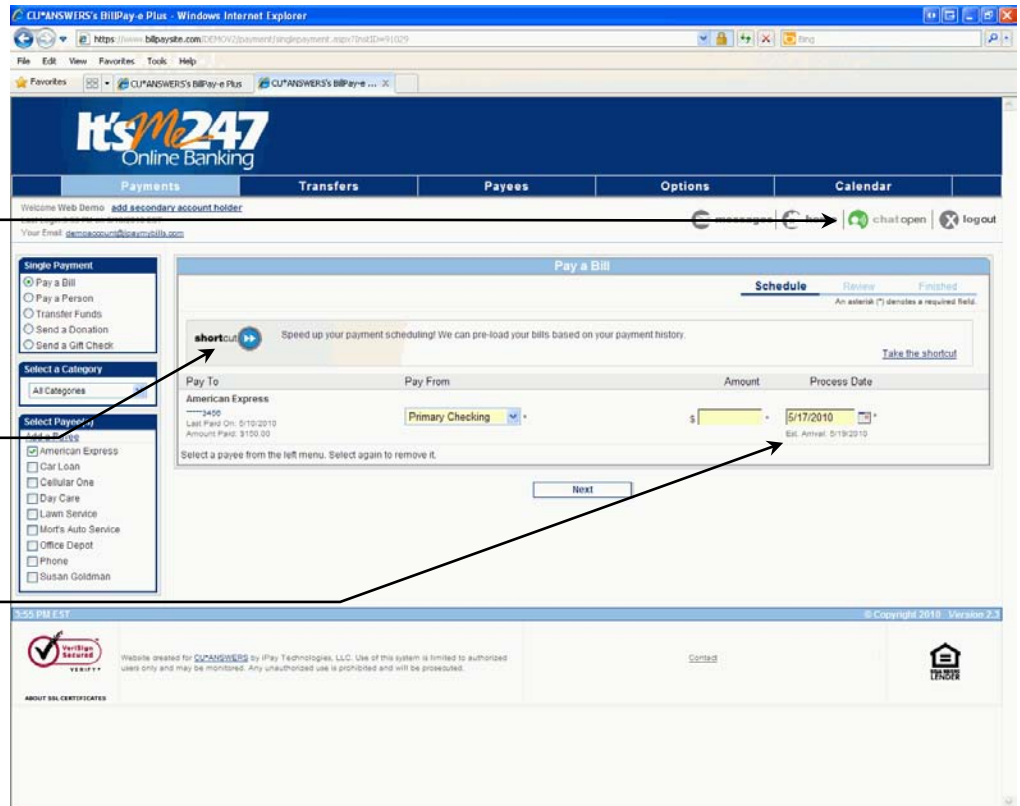 CU*ANSWERS's BillPay-e Plus - Windows Internet Explorer
https://www.billpaysite.com/DEMOV2/payment/singlepayment.aspx?InstID=91029
Bing
File Edit View Favorites Tools Help
Favorites CU*ANSWERS's BillPay-e Plus CU*ANSWERS's BillPay-e ... X
It'sMe247
Online Banking
Payments Transfers Payees Options Calendar
Welcome Web Demo add secondary account holder
messages chat open logout
Your Email: demoaccount@ipaymybills.com
Single Payment
Pay a Bill
Pay a Person
Transfer Funds
Send a Donation
Send a Gift Check
Select a Category
All Categories
Select Payee(s)
Add a Payee
American Express
Car Loan
Cellular One
Day Care
Lawn Service
Mort's Auto Service
Office Depot
Phone
Susan Goldman
Pay a Bill
Schedule Review Finished
An asterisk (*) denotes a required field.
shortcut Speed up your payment scheduling! We can pre-load your bills based on your payment history.
Take the shortcut
Pay To Pay From Amount Process Date
American Express
Primary Checking * $ * 5/17/2010 *
Last Paid On: 5/10/2010
Amount Paid: $150.00
Est. Arrival: 5/19/2010
Select a payee from the left menu. Select again to remove it.
Next
3:55 PM EST © Copyright 2010 Version 2.3
VeriSign
Secured
VERIFY
ABOUT SSL CERTIFICATES
Website created for CU*ANSWERS by iPay Technologies, LLC. Use of this system is limited to authorized
users only and may be monitored. Any unauthorized use is prohibited and will be prosecuted.
Contact
LENDER